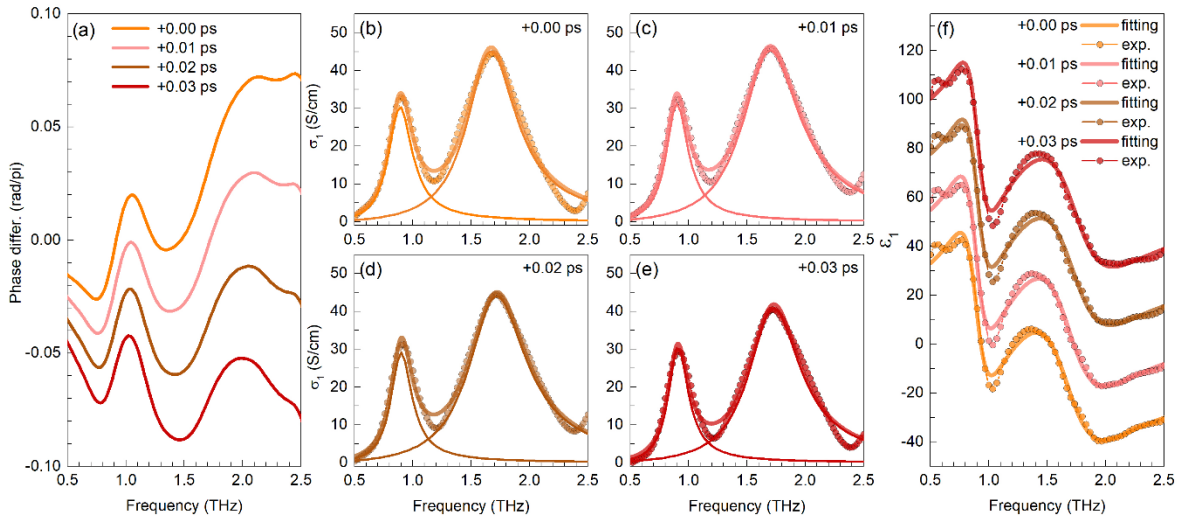 (a)
+0.00 ps
+0.01 ps
+0.02 ps
+0.03 ps
0.10
0.05
0.00
-0.05
-0.10
Phase differ. (rad/pi)
0.5 1.0 1.5 2.0 2.5
Frequency (THz)
(b) +0.00 ps
50
40
30
20
10
0
σ1 (S/cm)
0.5 1.0 1.5 2.0 2.5
(c) +0.01 ps
50
40
30
20
10
0
0.5 1.0 1.5 2.0 2.5
(d) +0.02 ps
50
40
30
20
10
0
σ1 (S/cm)
0.5 1.0 1.5 2.0 2.5
Frequency (THz)
(e) +0.03 ps
50
40
30
20
10
0
0.5 1.0 1.5 2.0 2.5
Frequency (THz)
(f)
+0.00 ps fitting
exp.
+0.01 ps fitting
exp.
+0.02 ps fitting
exp.
+0.03 ps fitting
exp.
120
100
80
60
40
20
0
-20
-40
ε1
0.5 1.0 1.5 2.0 2.5
Frequency (THz)